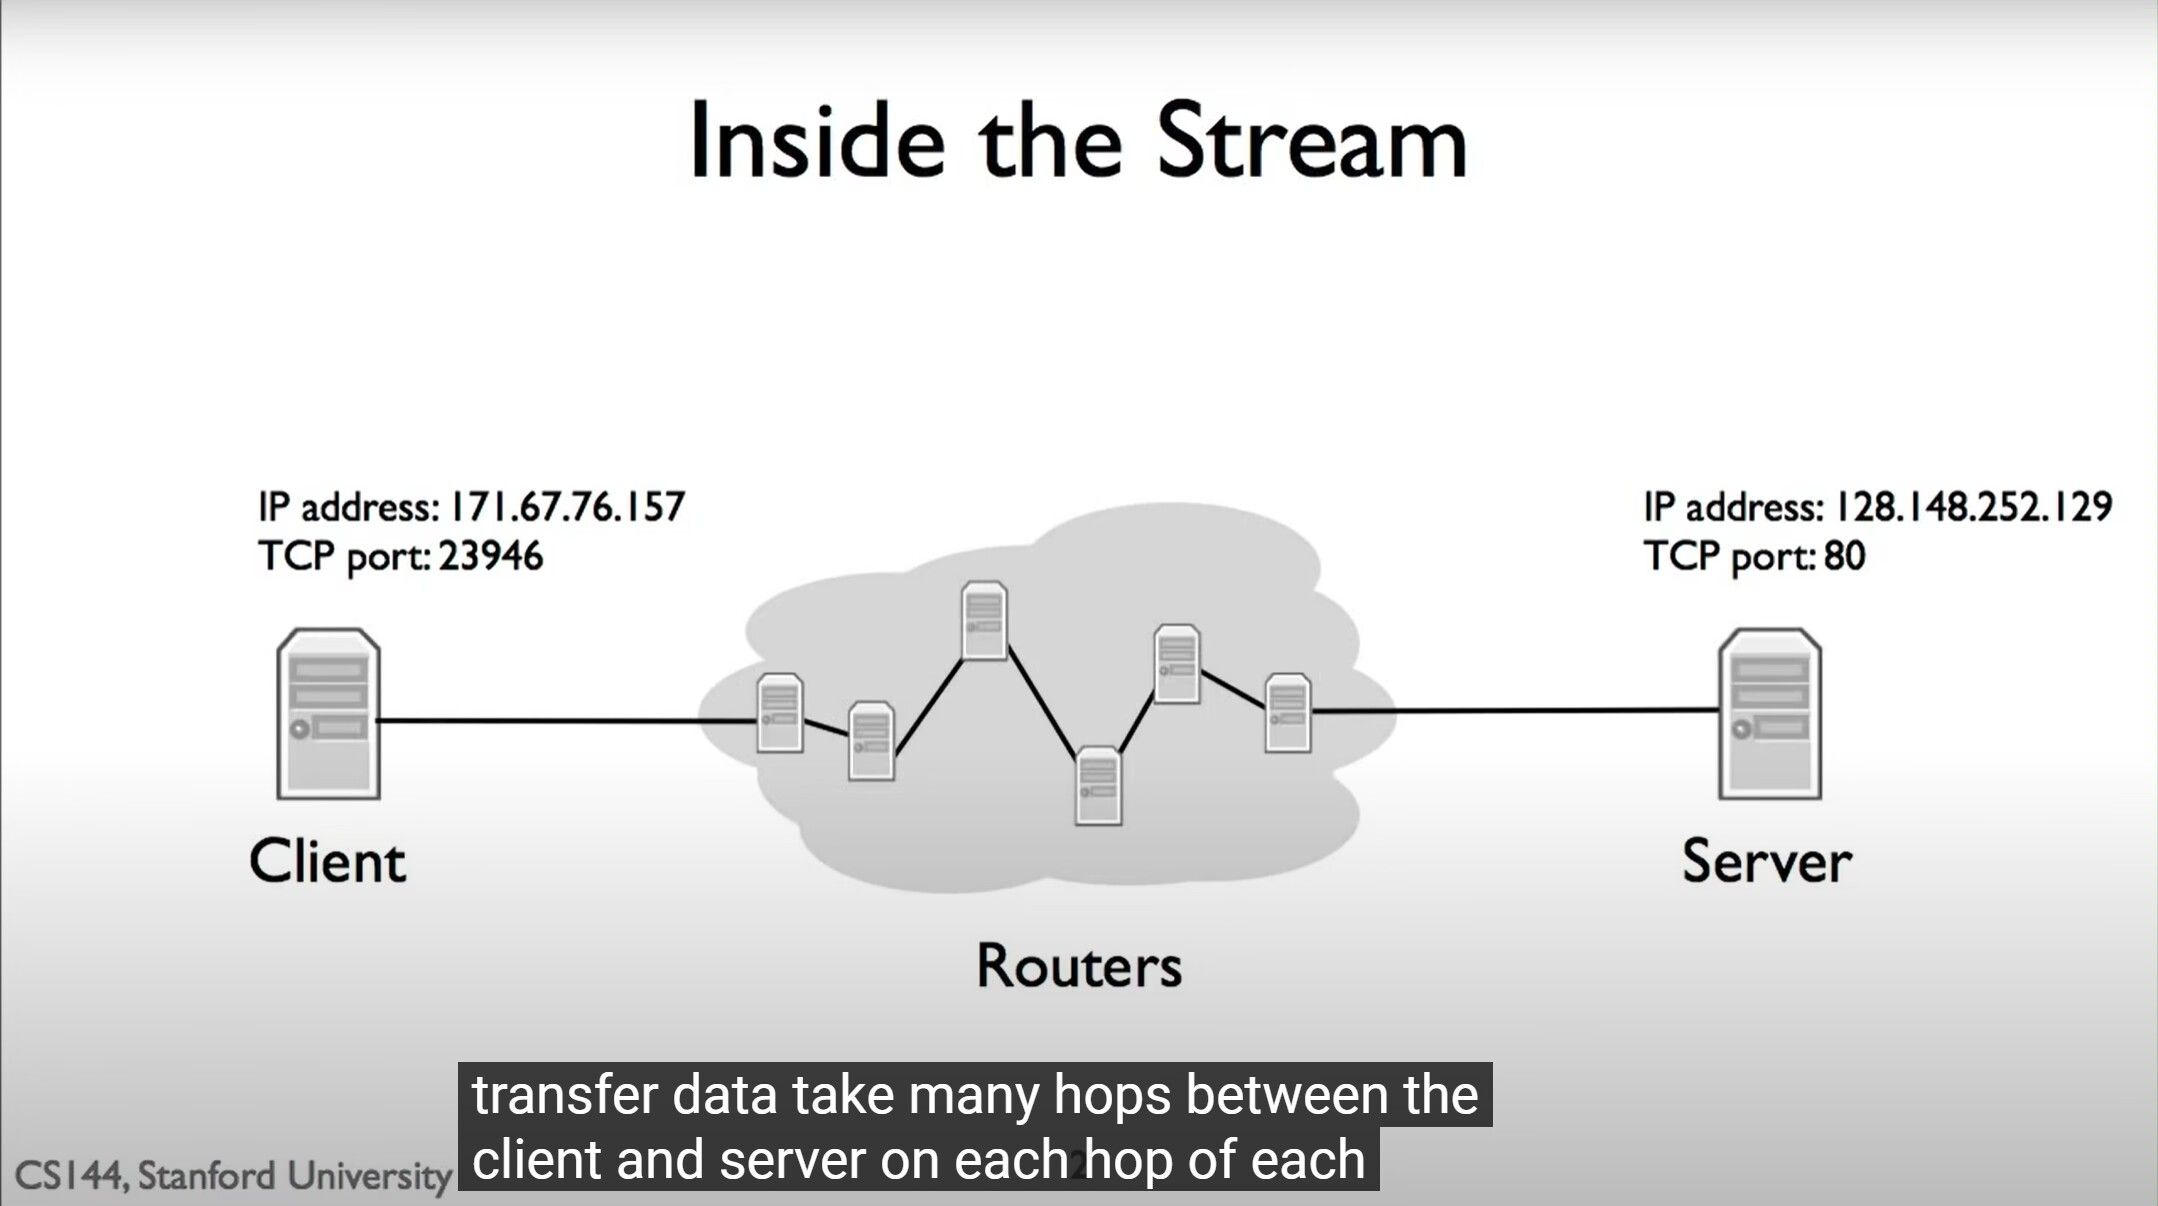 Inside the Stream
IP address: 171.67.76.157
TCP port: 23946
IP address: 128.148.252.129
TCP port: 80
Client
Server
Routers
transfer data take many hops between the
client and server on each hop of each
CS144, Stanford University